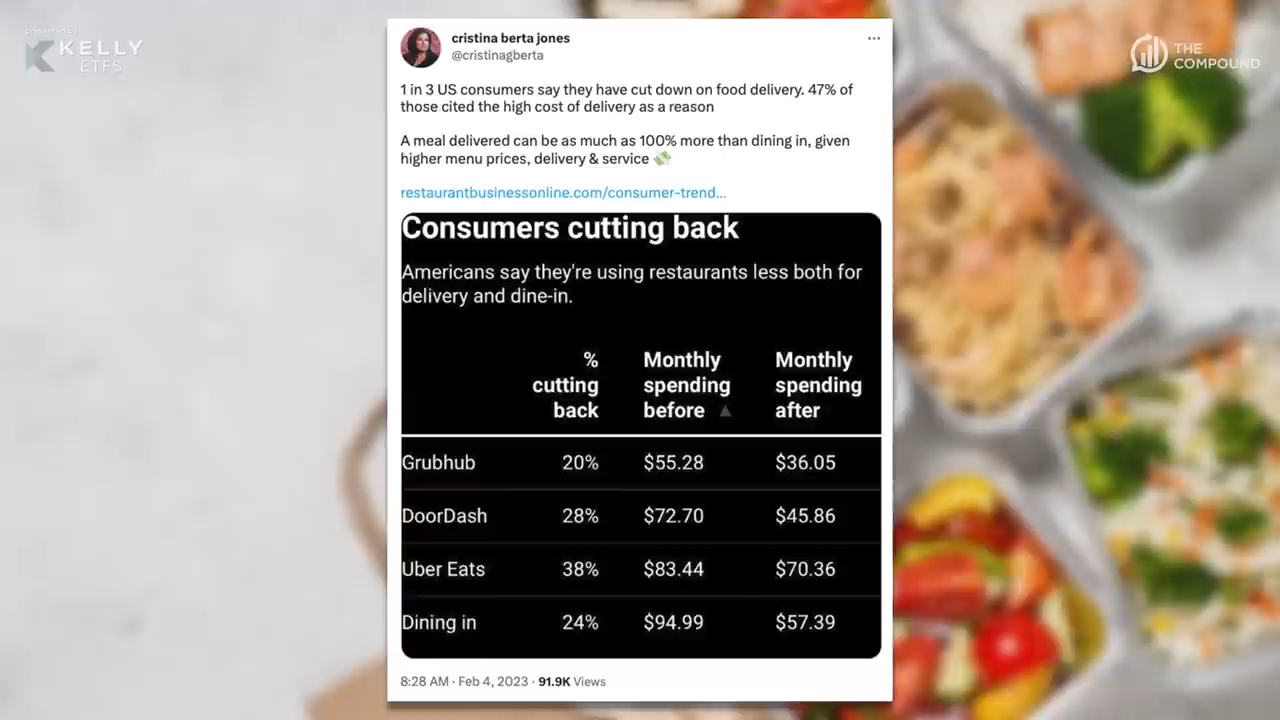 presented by
KELLY
ETFS
THE
COMPOUND
cristina berta jones
@cristinagberta
1 in 3 US consumers say they have cut down on food delivery. 47% of
those cited the high cost of delivery as a reason
A meal delivered can be as much as 100% more than dining in, given
higher menu prices, delivery & service 💸
restaurantbusinessonline.com/consumer-trend...
Consumers cutting back
Americans say they're using restaurants less both for
delivery and dine-in.
% cutting back Monthly spending before ▲ Monthly spending after
Grubhub 20% $55.28 $36.05
DoorDash 28% $72.70 $45.86
Uber Eats 38% $83.44 $70.36
Dining in 24% $94.99 $57.39
8:28 AM · Feb 4, 2023 · 91.9K Views